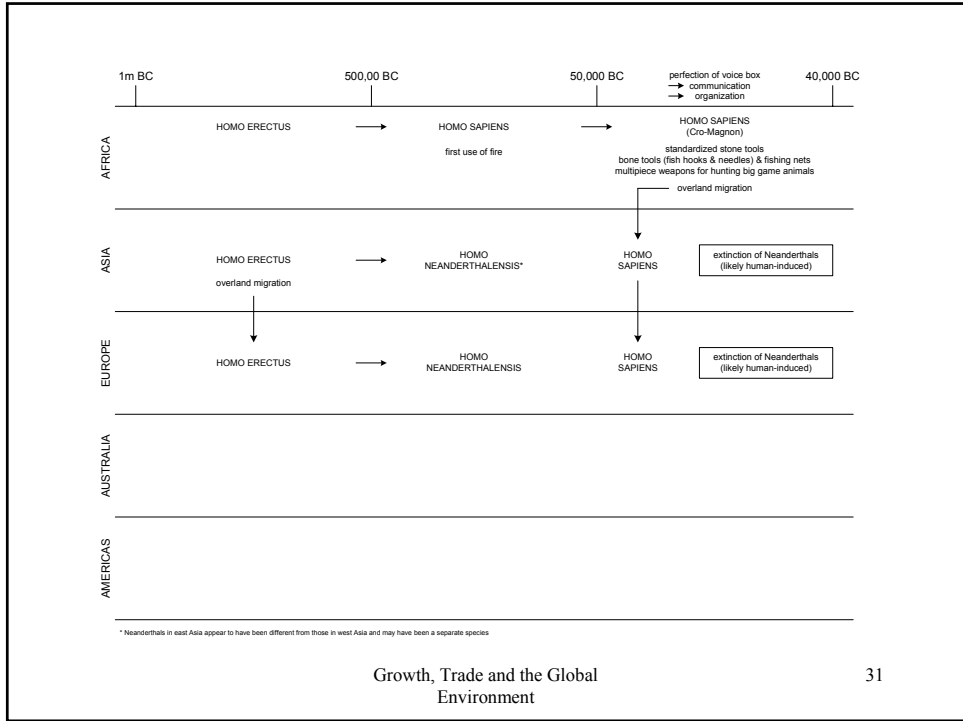 1m BC
500,00 BC
50,000 BC
perfection of voice box
communication
organization
40,000 BC
AFRICA
HOMO ERECTUS
HOMO SAPIENS
first use of fire
HOMO SAPIENS
(Cro-Magnon)
standardized stone tools
bone tools (fish hooks & needles) & fishing nets
multipiece weapons for hunting big game animals
overland migration
ASIA
HOMO ERECTUS
overland migration
HOMO
NEANDERTHALENSIS*
HOMO
SAPIENS
extinction of Neanderthals
(likely human-induced)
EUROPE
HOMO ERECTUS
HOMO
NEANDERTHALENSIS
HOMO
SAPIENS
extinction of Neanderthals
(likely human-induced)
AUSTRALIA
AMERICAS
* Neanderthals in east Asia appear to have been different from those in west Asia and may have been a separate species
Growth, Trade and the Global
Environment
31